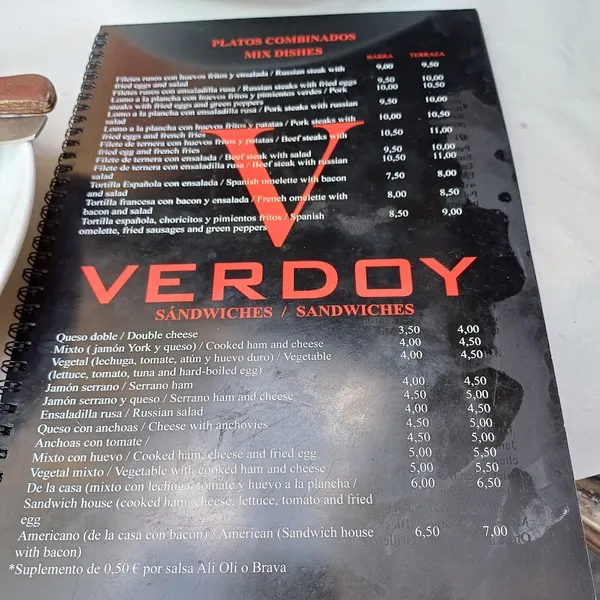 PLATOS COMBINADOS
MIX DISHES
BARRA TERRAZA
Filetes rusos con huevos fritos y ensalada / Russian steak with 9,00 9,50
fried eggs and salad
Filetes rusos con ensaladilla rusa / Russian steaks with fried eggs 9,50 10,00
Lomo a la plancha con huevos fritos y pimientos verdes / Pork 10,00 10,50
steaks with fried eggs and green peppers
Lomo a la plancha con ensaladilla rusa / Pork steaks with russian 9,50 10,00
salad
Lomo a la plancha con huevos fritos y patatas / Pork steaks with 10,00 10,50
fried eggs and french fries
Filete de ternera con huevos fritos y patatas / Beef steak with 10,50 11,00
fried egg and french fries
Filete de ternera con ensalada / Beef steak with salad 9,50 10,00
Filete de ternera con ensaladilla rusa / Beef steak with russian 10,50 11,00
salad
Tortilla Española con ensalada / Spanish omelette with bacon 7,50 8,00
and salad
Tortilla francesa con bacon y ensalada / French omelette with 8,00 8,50
bacon and salad
Tortilla española, choricitos y pimientos fritos / Spanish 8,50 9,00
omelette, fried sausages and green peppers
V
VERDOY
SÁNDWICHES / SANDWICHES
Queso doble / Double cheese 3,50 4,00
Mixto ( jamón York y queso) / Cooked ham and cheese 4,00 4,50
Vegetal (lechuga, tomate, atún y huevo duro) / Vegetable 4,00 4,50
(lettuce, tomato, tuna and hard-boiled egg)
Jamón serrano / Serrano ham 4,00 4,50
Jamón serrano y queso / Serrano ham and cheese 4,50 5,00
Ensaladilla rusa / Russian salad 4,00 4,50
Queso con anchoas / Cheese with anchovies 4,50 5,00
Anchoas con tomate / 4,50 5,00
Mixto con huevo / Cooked ham, cheese and fried egg 5,00 5,50
Vegetal mixto / Vegetable with cooked ham and cheese 5,00 5,50
De la casa (mixto con lechuga, tomate y huevo a la plancha / 6,00 6,50
Sandwich house (cooked ham, cheese, lettuce, tomato and fried
egg
Americano (de la casa con bacon) / American (Sandwich house 6,50 7,00
with bacon)
*Suplemento de 0,50 € por salsa Ali Oli o Brava